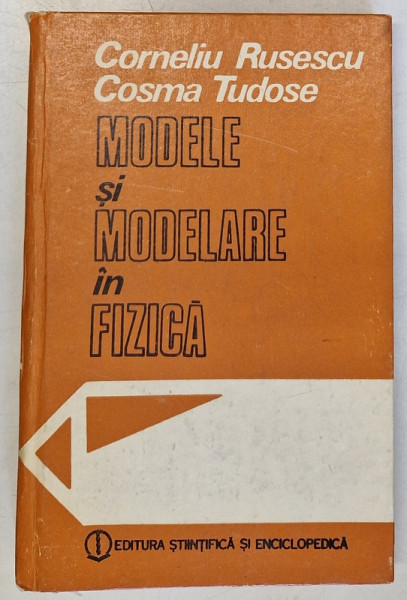 Corneliu Rusescu
Cosma Tudose
MODELE
și
MODELARE
în
FIZICĂ
EDITURA ȘTIINȚIFICĂ ȘI ENCICLOPEDICĂ